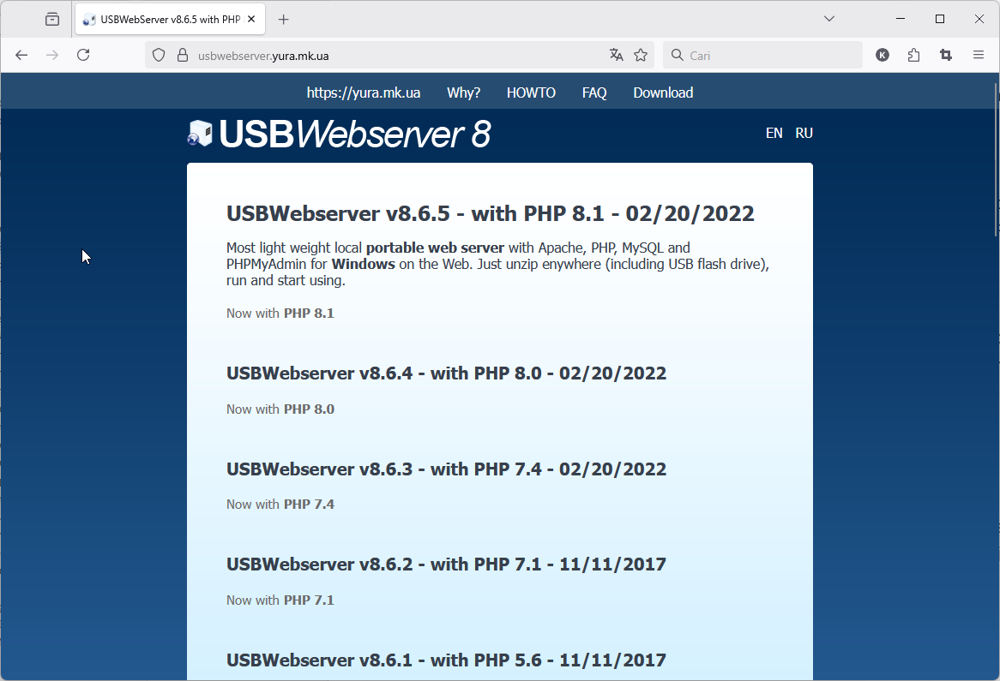 USBWebServer v8.6.5 with PHP
usbwebserver.yura.mk.ua
Cari
K
https://yura.mk.ua Why? HOWTO FAQ Download
USBWebserver 8
EN RU
USBWebserver v8.6.5 - with PHP 8.1 - 02/20/2022
Most light weight local portable web server with Apache, PHP, MySQL and
PHPMyAdmin for Windows on the Web. Just unzip enywhere (including USB flash drive),
run and start using.
Now with PHP 8.1
USBWebserver v8.6.4 - with PHP 8.0 - 02/20/2022
Now with PHP 8.0
USBWebserver v8.6.3 - with PHP 7.4 - 02/20/2022
Now with PHP 7.4
USBWebserver v8.6.2 - with PHP 7.1 - 11/11/2017
Now with PHP 7.1
USBWebserver v8.6.1 - with PHP 5.6 - 11/11/2017